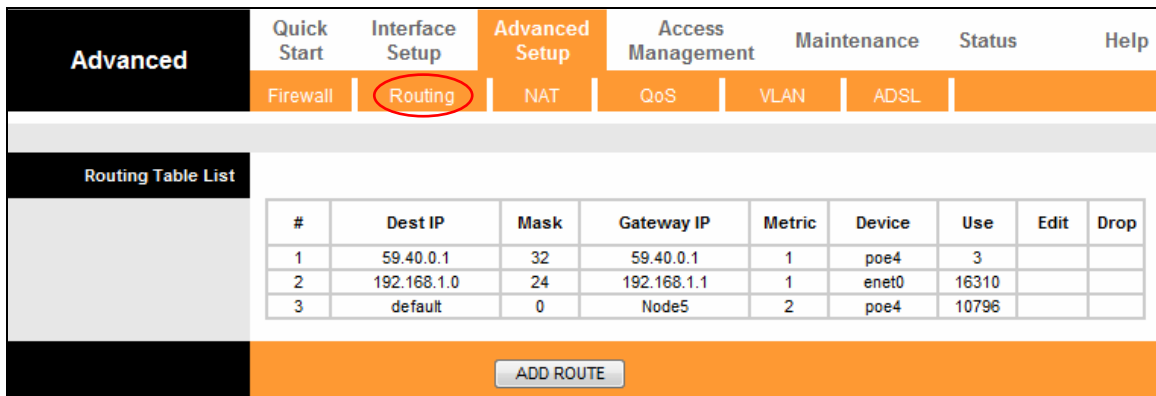 Advanced
Quick Start
Interface Setup
Advanced Setup
Access Management
Maintenance
Status
Help
Firewall
Routing
NAT
QoS
VLAN
ADSL
Routing Table List
# Dest IP Mask Gateway IP Metric Device Use Edit Drop
1 59.40.0.1 32 59.40.0.1 1 poe4 3
2 192.168.1.0 24 192.168.1.1 1 enet0 16310
3 default 0 Node5 2 poe4 10796
ADD ROUTE